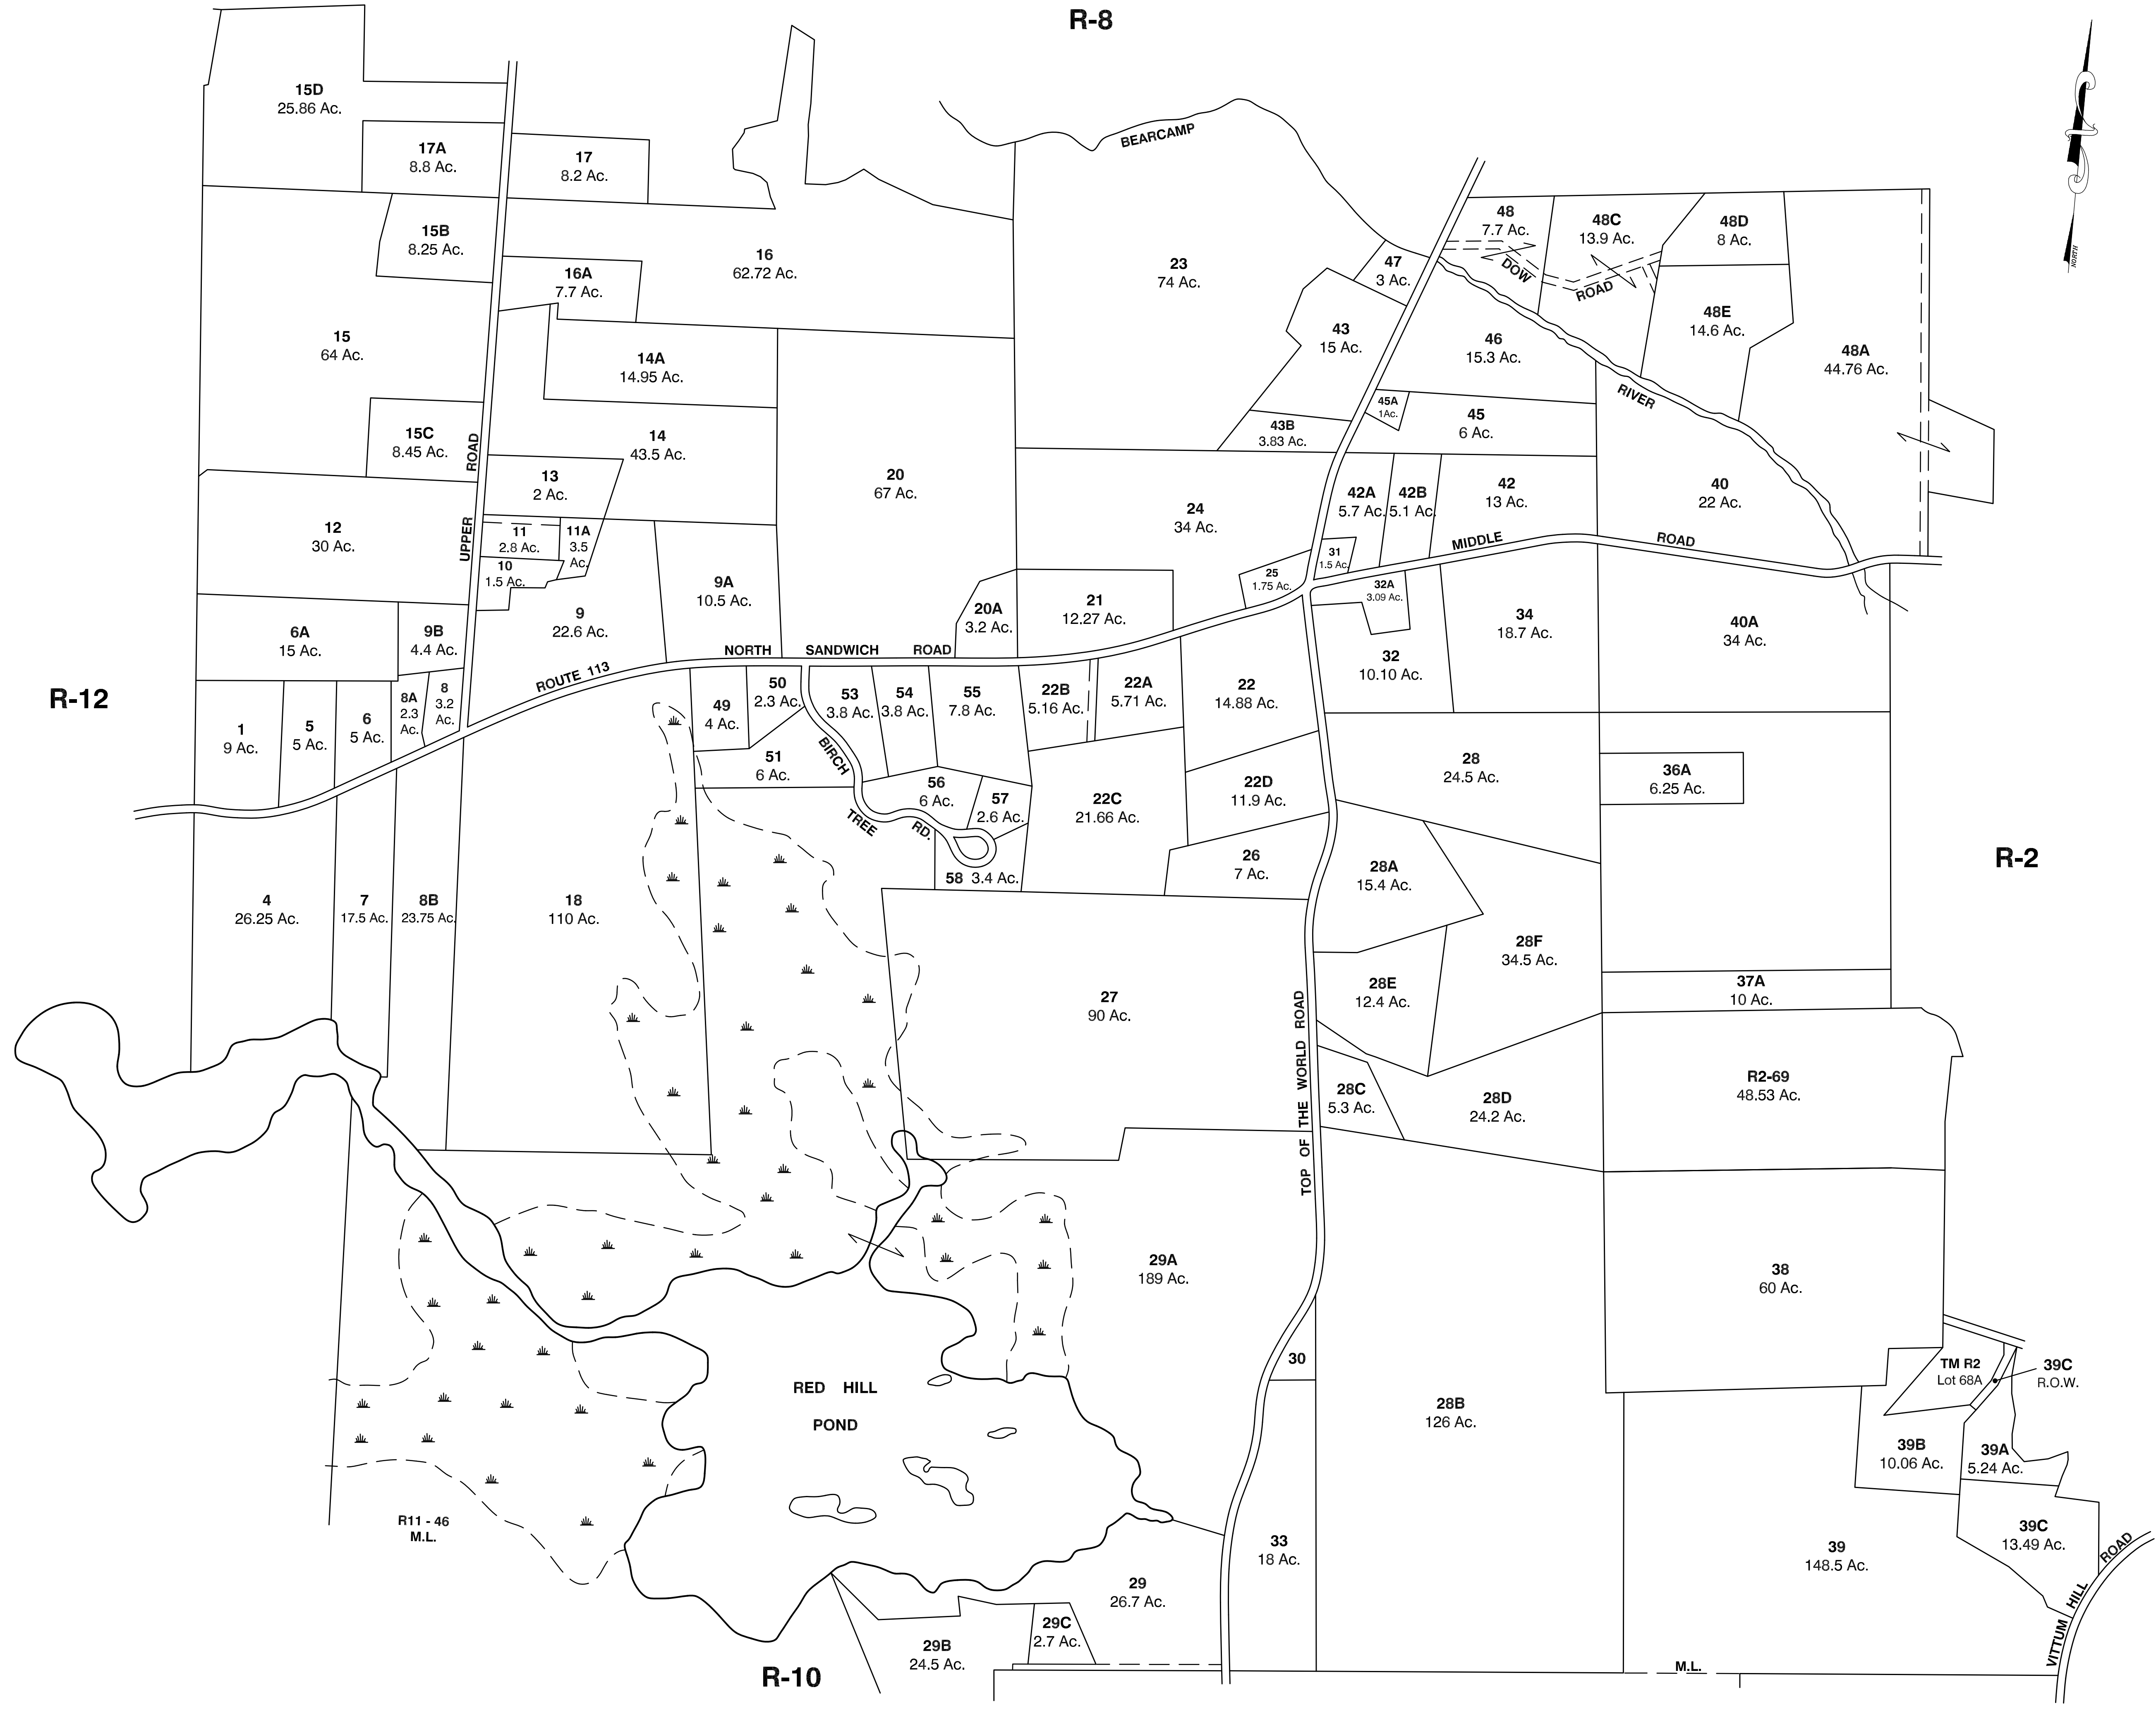 R-8
NORTH
15D
25.86 Ac.
17A
8.8 Ac.
17
8.2 Ac.
BEARCAMP
15B
8.25 Ac.
16
62.72 Ac.
16A
7.7 Ac.
23
74 Ac.
47
3 Ac.
48
7.7 Ac.
48C
13.9 Ac.
48D
8 Ac.
DOW
ROAD
48E
14.6 Ac.
48A
44.76 Ac.
15
64 Ac.
14A
14.95 Ac.
43
15 Ac.
46
15.3 Ac.
RIVER
15C
8.45 Ac.
ROAD
14
43.5 Ac.
43B
3.83 Ac.
45A
1Ac.
45
6 Ac.
13
2 Ac.
20
67 Ac.
24
34 Ac.
42A
5.7 Ac.
42B
5.1 Ac.
42
13 Ac.
40
22 Ac.
12
30 Ac.
UPPER
11
2.8 Ac.
11A
3.5
Ac.
10
1.5 Ac.
MIDDLE
ROAD
31
1.5 Ac.
25
1.75 Ac.
32A
3.09 Ac.
9A
10.5 Ac.
9
22.6 Ac.
20A
3.2 Ac.
21
12.27 Ac.
34
18.7 Ac.
40A
34 Ac.
6A
15 Ac.
9B
4.4 Ac.
NORTH SANDWICH ROAD
ROUTE 113
32
10.10 Ac.
R-12
1
9 Ac.
5
5 Ac.
6
5 Ac.
8A
2.3
Ac.
8
3.2
Ac.
49
4 Ac.
50
2.3 Ac.
53
3.8 Ac.
54
3.8 Ac.
55
7.8 Ac.
22B
5.16 Ac.
22A
5.71 Ac.
22
14.88 Ac.
51
6 Ac.
BIRCH
TREE
RD.
56
6 Ac.
57
2.6 Ac.
58 3.4 Ac.
22C
21.66 Ac.
22D
11.9 Ac.
28
24.5 Ac.
36A
6.25 Ac.
R-2
26
7 Ac.
28A
15.4 Ac.
4
26.25 Ac.
7
17.5 Ac.
8B
23.75 Ac.
18
110 Ac.
28F
34.5 Ac.
27
90 Ac.
28E
12.4 Ac.
37A
10 Ac.
TOP OF THE WORLD ROAD
28C
5.3 Ac.
28D
24.2 Ac.
R2-69
48.53 Ac.
29A
189 Ac.
38
60 Ac.
30
RED HILL
POND
28B
126 Ac.
TM R2
Lot 68A
39C
R.O.W.
39B
10.06 Ac.
39A
5.24 Ac.
R11 - 46
M.L.
33
18 Ac.
39
148.5 Ac.
39C
13.49 Ac.
VITTUM HILL ROAD
29
26.7 Ac.
29C
2.7 Ac.
29B
24.5 Ac.
R-10
M.L.